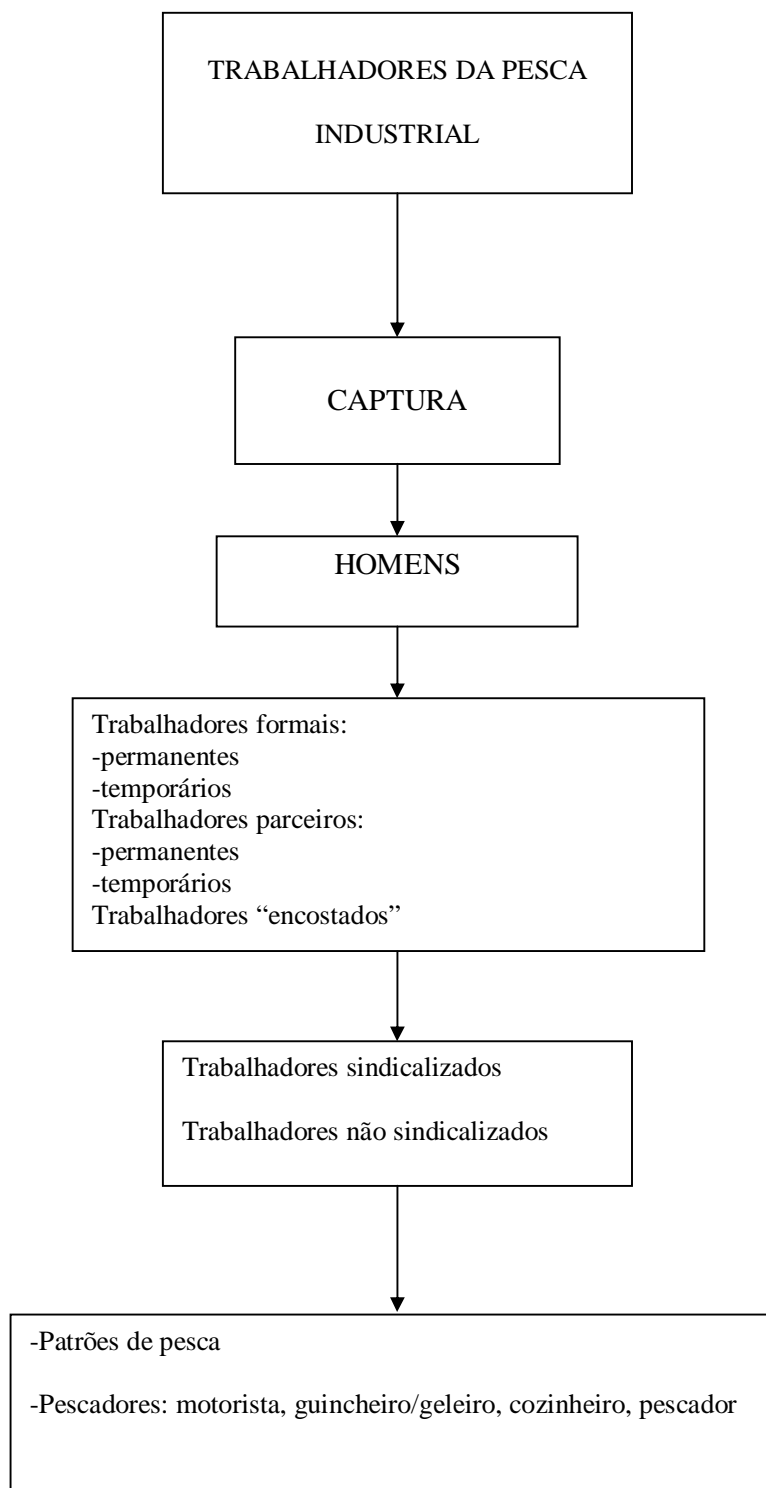 TRABALHADORES DA PESCA
INDUSTRIAL
CAPTURA
HOMENS
Trabalhadores formais:
-permanentes
-temporários
Trabalhadores parceiros:
-permanentes
-temporários
Trabalhadores “encostados”
Trabalhadores sindicalizados
Trabalhadores não sindicalizados
-Patrões de pesca
-Pescadores: motorista, guincheiro/geleiro, cozinheiro, pescador